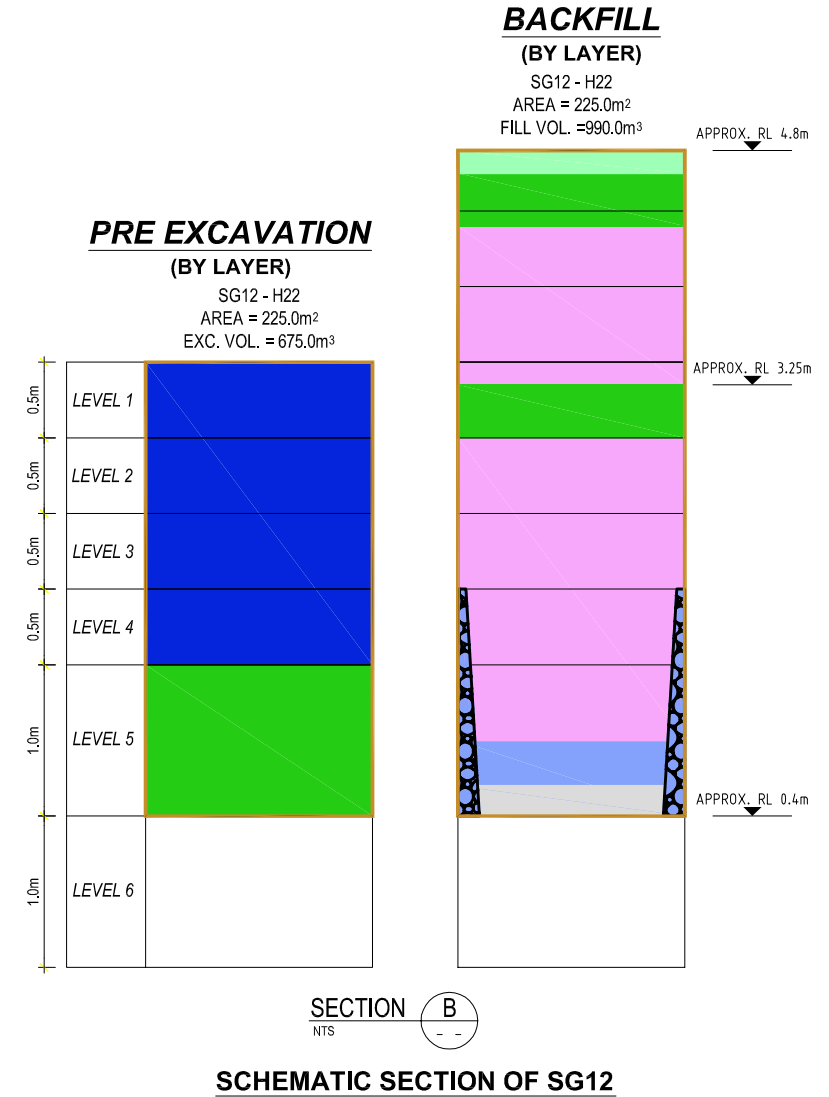 BACKFILL
(BY LAYER)
SG12 - H22
AREA = 225.0m²
FILL VOL. =990.0m³
APPROX. RL 4.8m
PRE EXCAVATION
(BY LAYER)
SG12 - H22
AREA = 225.0m²
EXC. VOL. = 675.0m³
APPROX. RL 3.25m
0.5m
LEVEL 1
0.5m
LEVEL 2
0.5m
LEVEL 3
0.5m
LEVEL 4
1.0m
LEVEL 5
APPROX. RL 0.4m
1.0m
LEVEL 6
SECTION B
NTS
- -
SCHEMATIC SECTION OF SG12